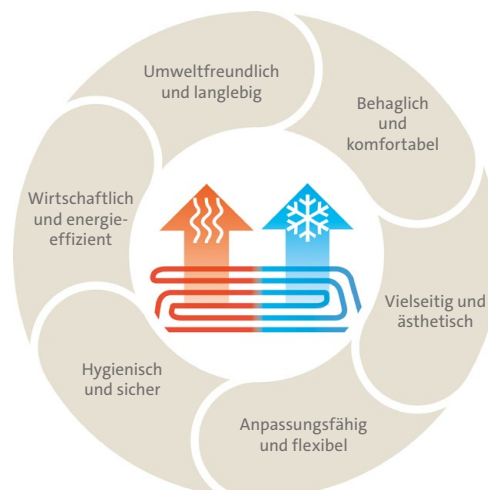 Umweltfreundlich
und langlebig
Behaglich
und
komfortabel
Vielseitig und
ästhetisch
Anpassungsfähig
und flexibel
Hygienisch
und sicher
Wirtschaftlich
und energie-
effizient